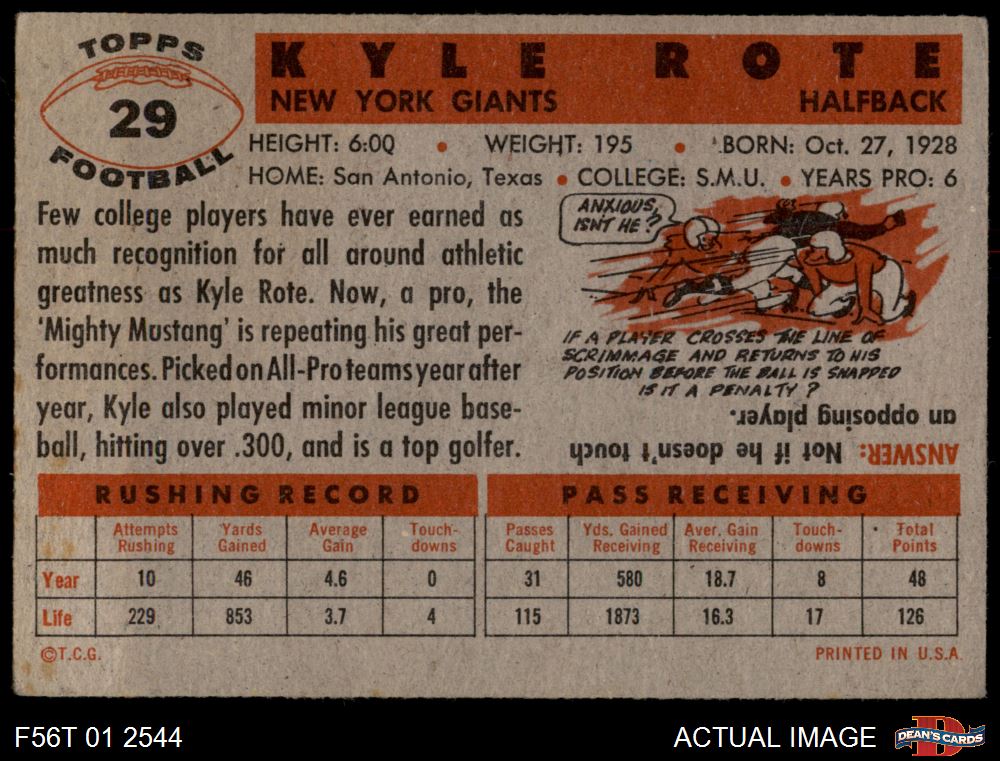 TOPPS
29
FOOTBALL
KYLE ROTE
NEW YORK GIANTS HALFBACK
HEIGHT: 6:00 • WEIGHT: 195 • BORN: Oct. 27, 1928
HOME: San Antonio, Texas • COLLEGE: S.M.U. • YEARS PRO: 6
Few college players have ever earned as
much recognition for all around athletic
greatness as Kyle Rote. Now, a pro, the
'Mighty Mustang' is repeating his great per-
formances. Picked on All-Pro teams year after
year, Kyle also played minor league base-
ball, hitting over .300, and is a top golfer.
ANXIOUS,
ISN'T HE?
IF A PLAYER CROSSES THE LINE OF
SCRIMMAGE AND RETURNS TO HIS
POSITION BEFORE THE BALL IS SNAPPED
IS IT A PENALTY?
ANSWER: Not if he doesn't touch
an opposing player.
RUSHING RECORD
Attempts Rushing Yards Gained Average Gain Touch-downs
Year 10 46 4.6 0
Life 229 853 3.7 4
PASS RECEIVING
Passes Caught Yds. Gained Receiving Aver. Gain Receiving Touch-downs Total Points
31 580 18.7 8 48
115 1873 16.3 17 126
©T.C.G. PRINTED IN U.S.A.
F56T 01 2544 ACTUAL IMAGE D DEAN'S CARDS